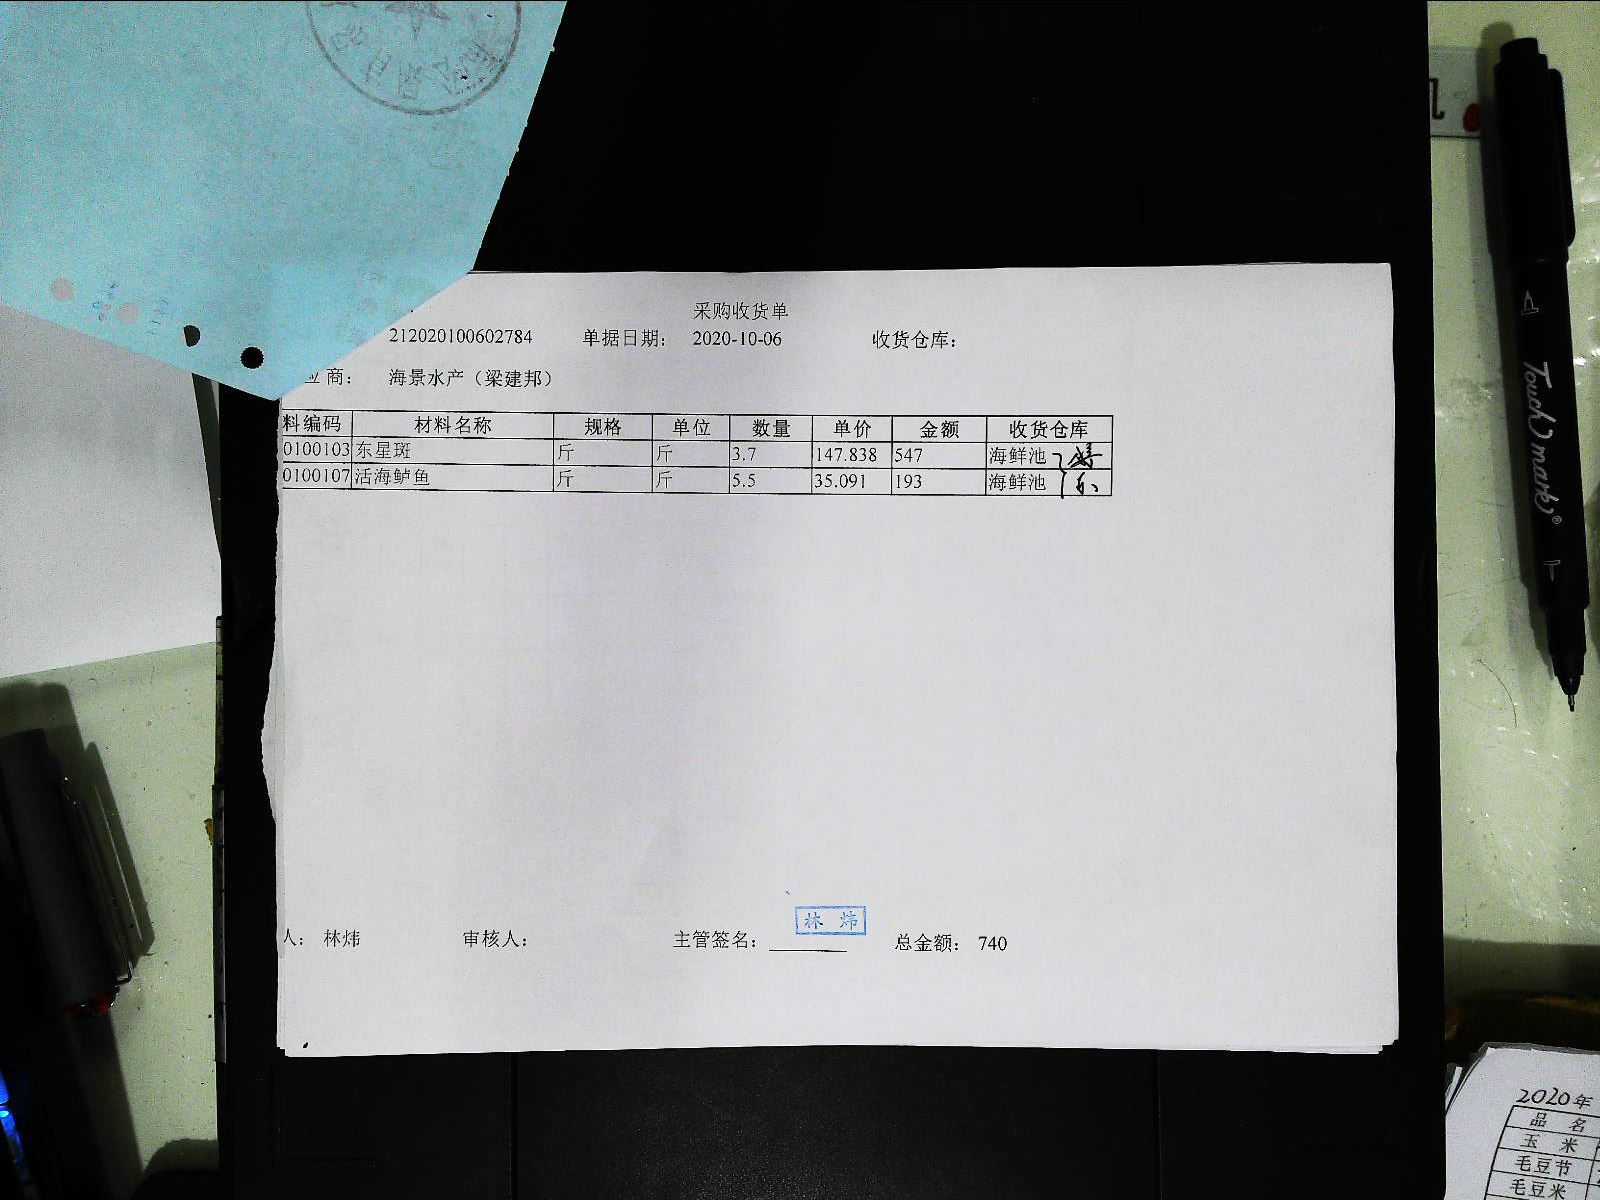 采购收货单
212020100602784 单据日期： 2020-10-06 收货仓库：
应商： 海景水产（梁建邦）
料编码 材料名称 规格 单位 数量 单价 金额 收货仓库
0100103 东星斑 斤 斤 3.7 147.838 547 海鲜池
0100107 活海鲈鱼 斤 斤 5.5 35.091 193 海鲜池
林 炜
人： 林炜 审核人： 主管签名： 总金额： 740
Touch mark®
2020年
品 名
玉 米
毛豆节
毛豆米